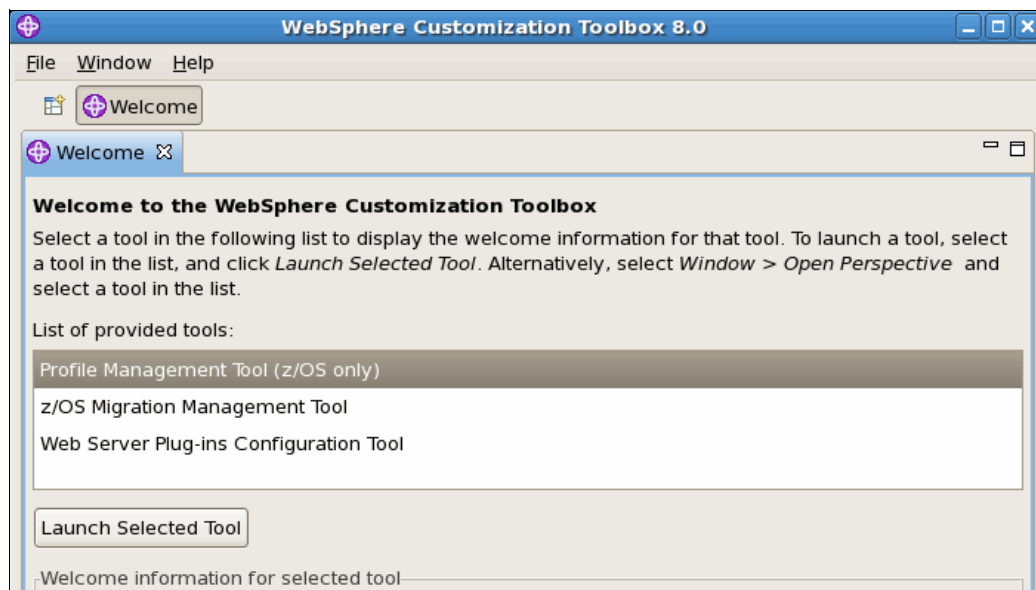 WebSphere Customization Toolbox 8.0
File Window Help
Welcome
Welcome
Welcome to the WebSphere Customization Toolbox
Select a tool in the following list to display the welcome information for that tool. To launch a tool, select
a tool in the list, and click Launch Selected Tool. Alternatively, select Window > Open Perspective and
select a tool in the list.
List of provided tools:
Profile Management Tool (z/OS only)
z/OS Migration Management Tool
Web Server Plug-ins Configuration Tool
Launch Selected Tool
Welcome information for selected tool